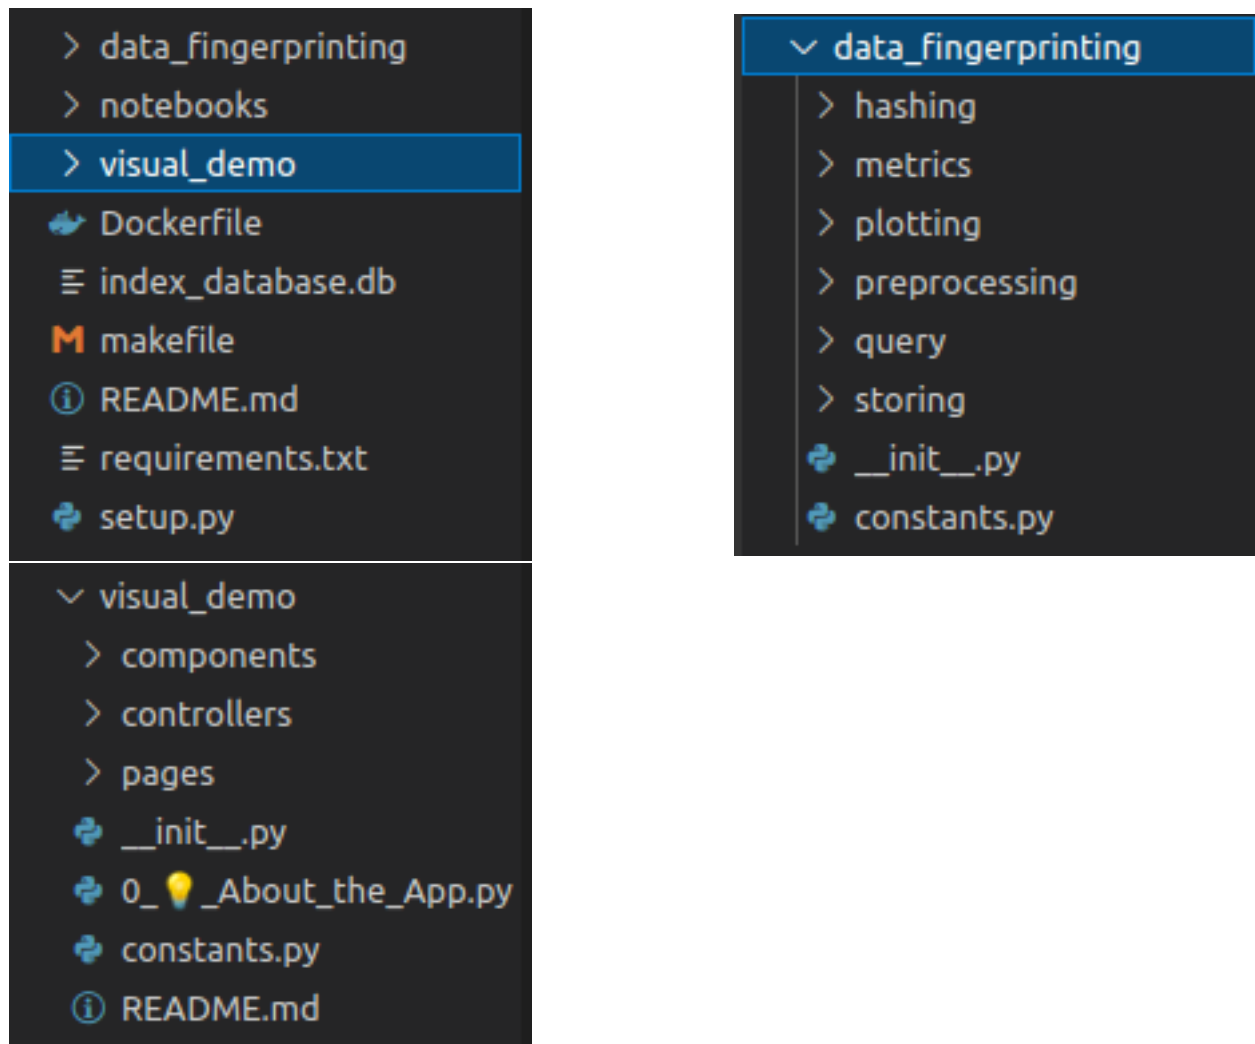 data_fingerprinting
notebooks
visual_demo
Dockerfile
index_database.db
makefile
README.md
requirements.txt
setup.py
data_fingerprinting
hashing
metrics
plotting
preprocessing
query
storing
__init__.py
constants.py
visual_demo
components
controllers
pages
__init__.py
0_💡_About_the_App.py
constants.py
README.md